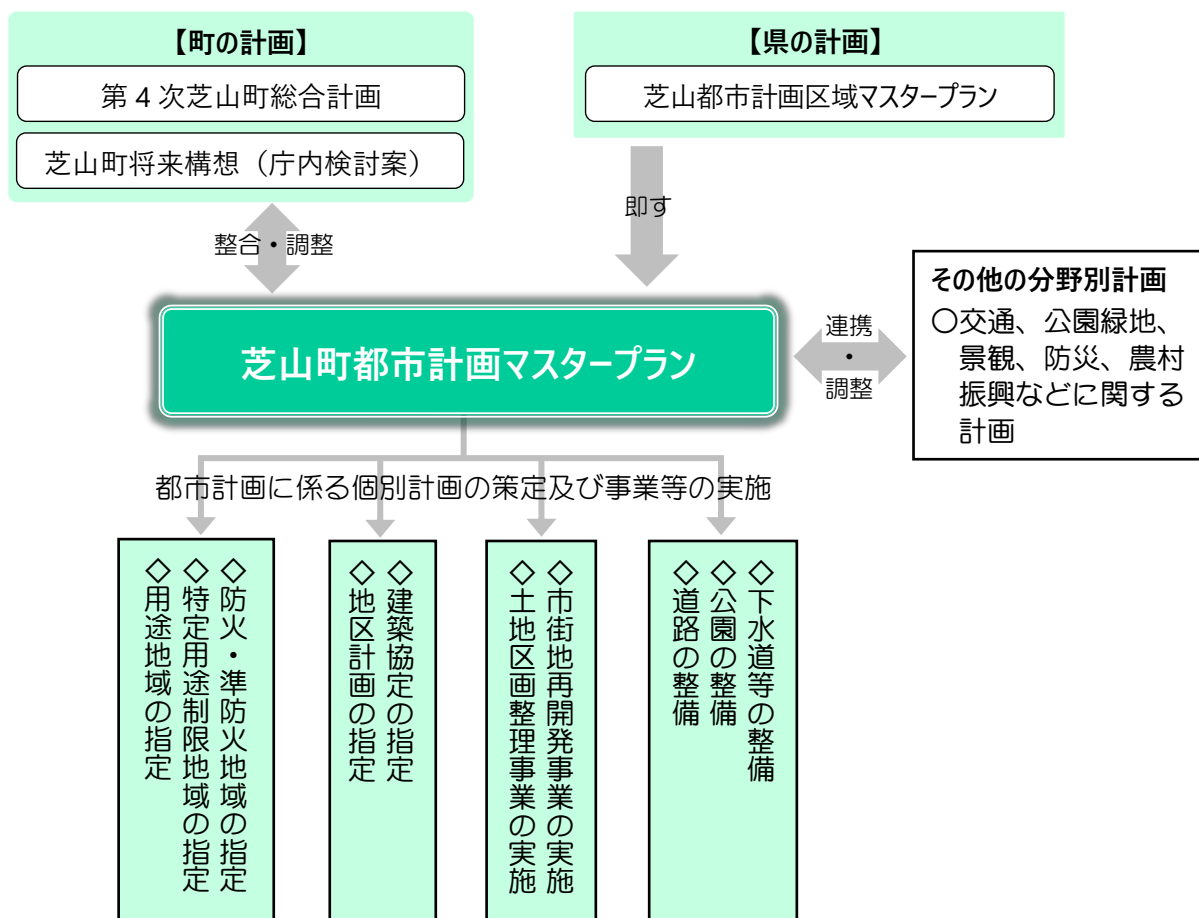 【町の計画】
第４次芝山町総合計画
芝山町将来構想（庁内検討案）
【県の計画】
芝山都市計画区域マスタープラン
整合・調整
即す
芝山町都市計画マスタープラン
連携
・
調整
その他の分野別計画
○交通、公園緑地、
景観、防災、農村
振興などに関する
計画
都市計画に係る個別計画の策定及び事業等の実施
◇防火・準防火地域の指定
◇特定用途制限地域の指定
◇用途地域の指定
◇建築協定の指定
◇地区計画の指定
◇市街地再開発事業の実施
◇土地区画整理事業の実施
◇下水道等の整備
◇公園の整備
◇道路の整備